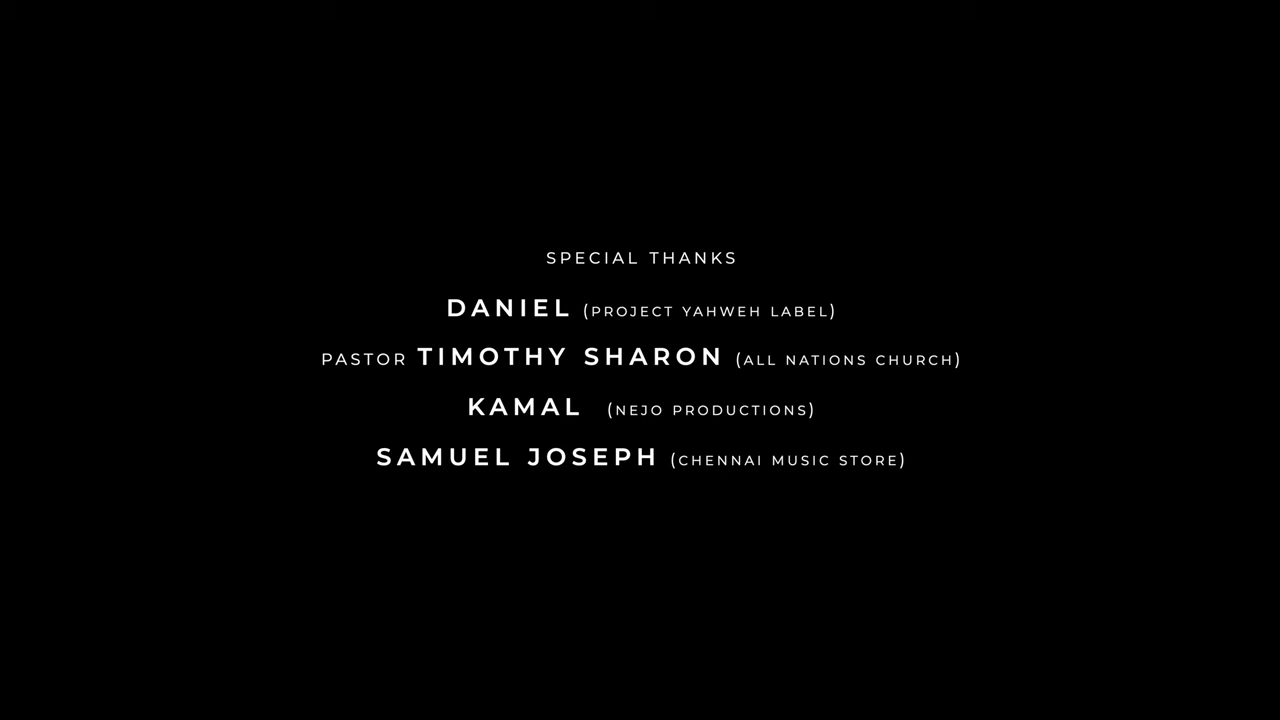 SPECIAL THANKS
DANIEL (PROJECT YAHWEH LABEL)
PASTOR TIMOTHY SHARON (ALL NATIONS CHURCH)
KAMAL (NEJO PRODUCTIONS)
SAMUEL JOSEPH (CHENNAI MUSIC STORE)